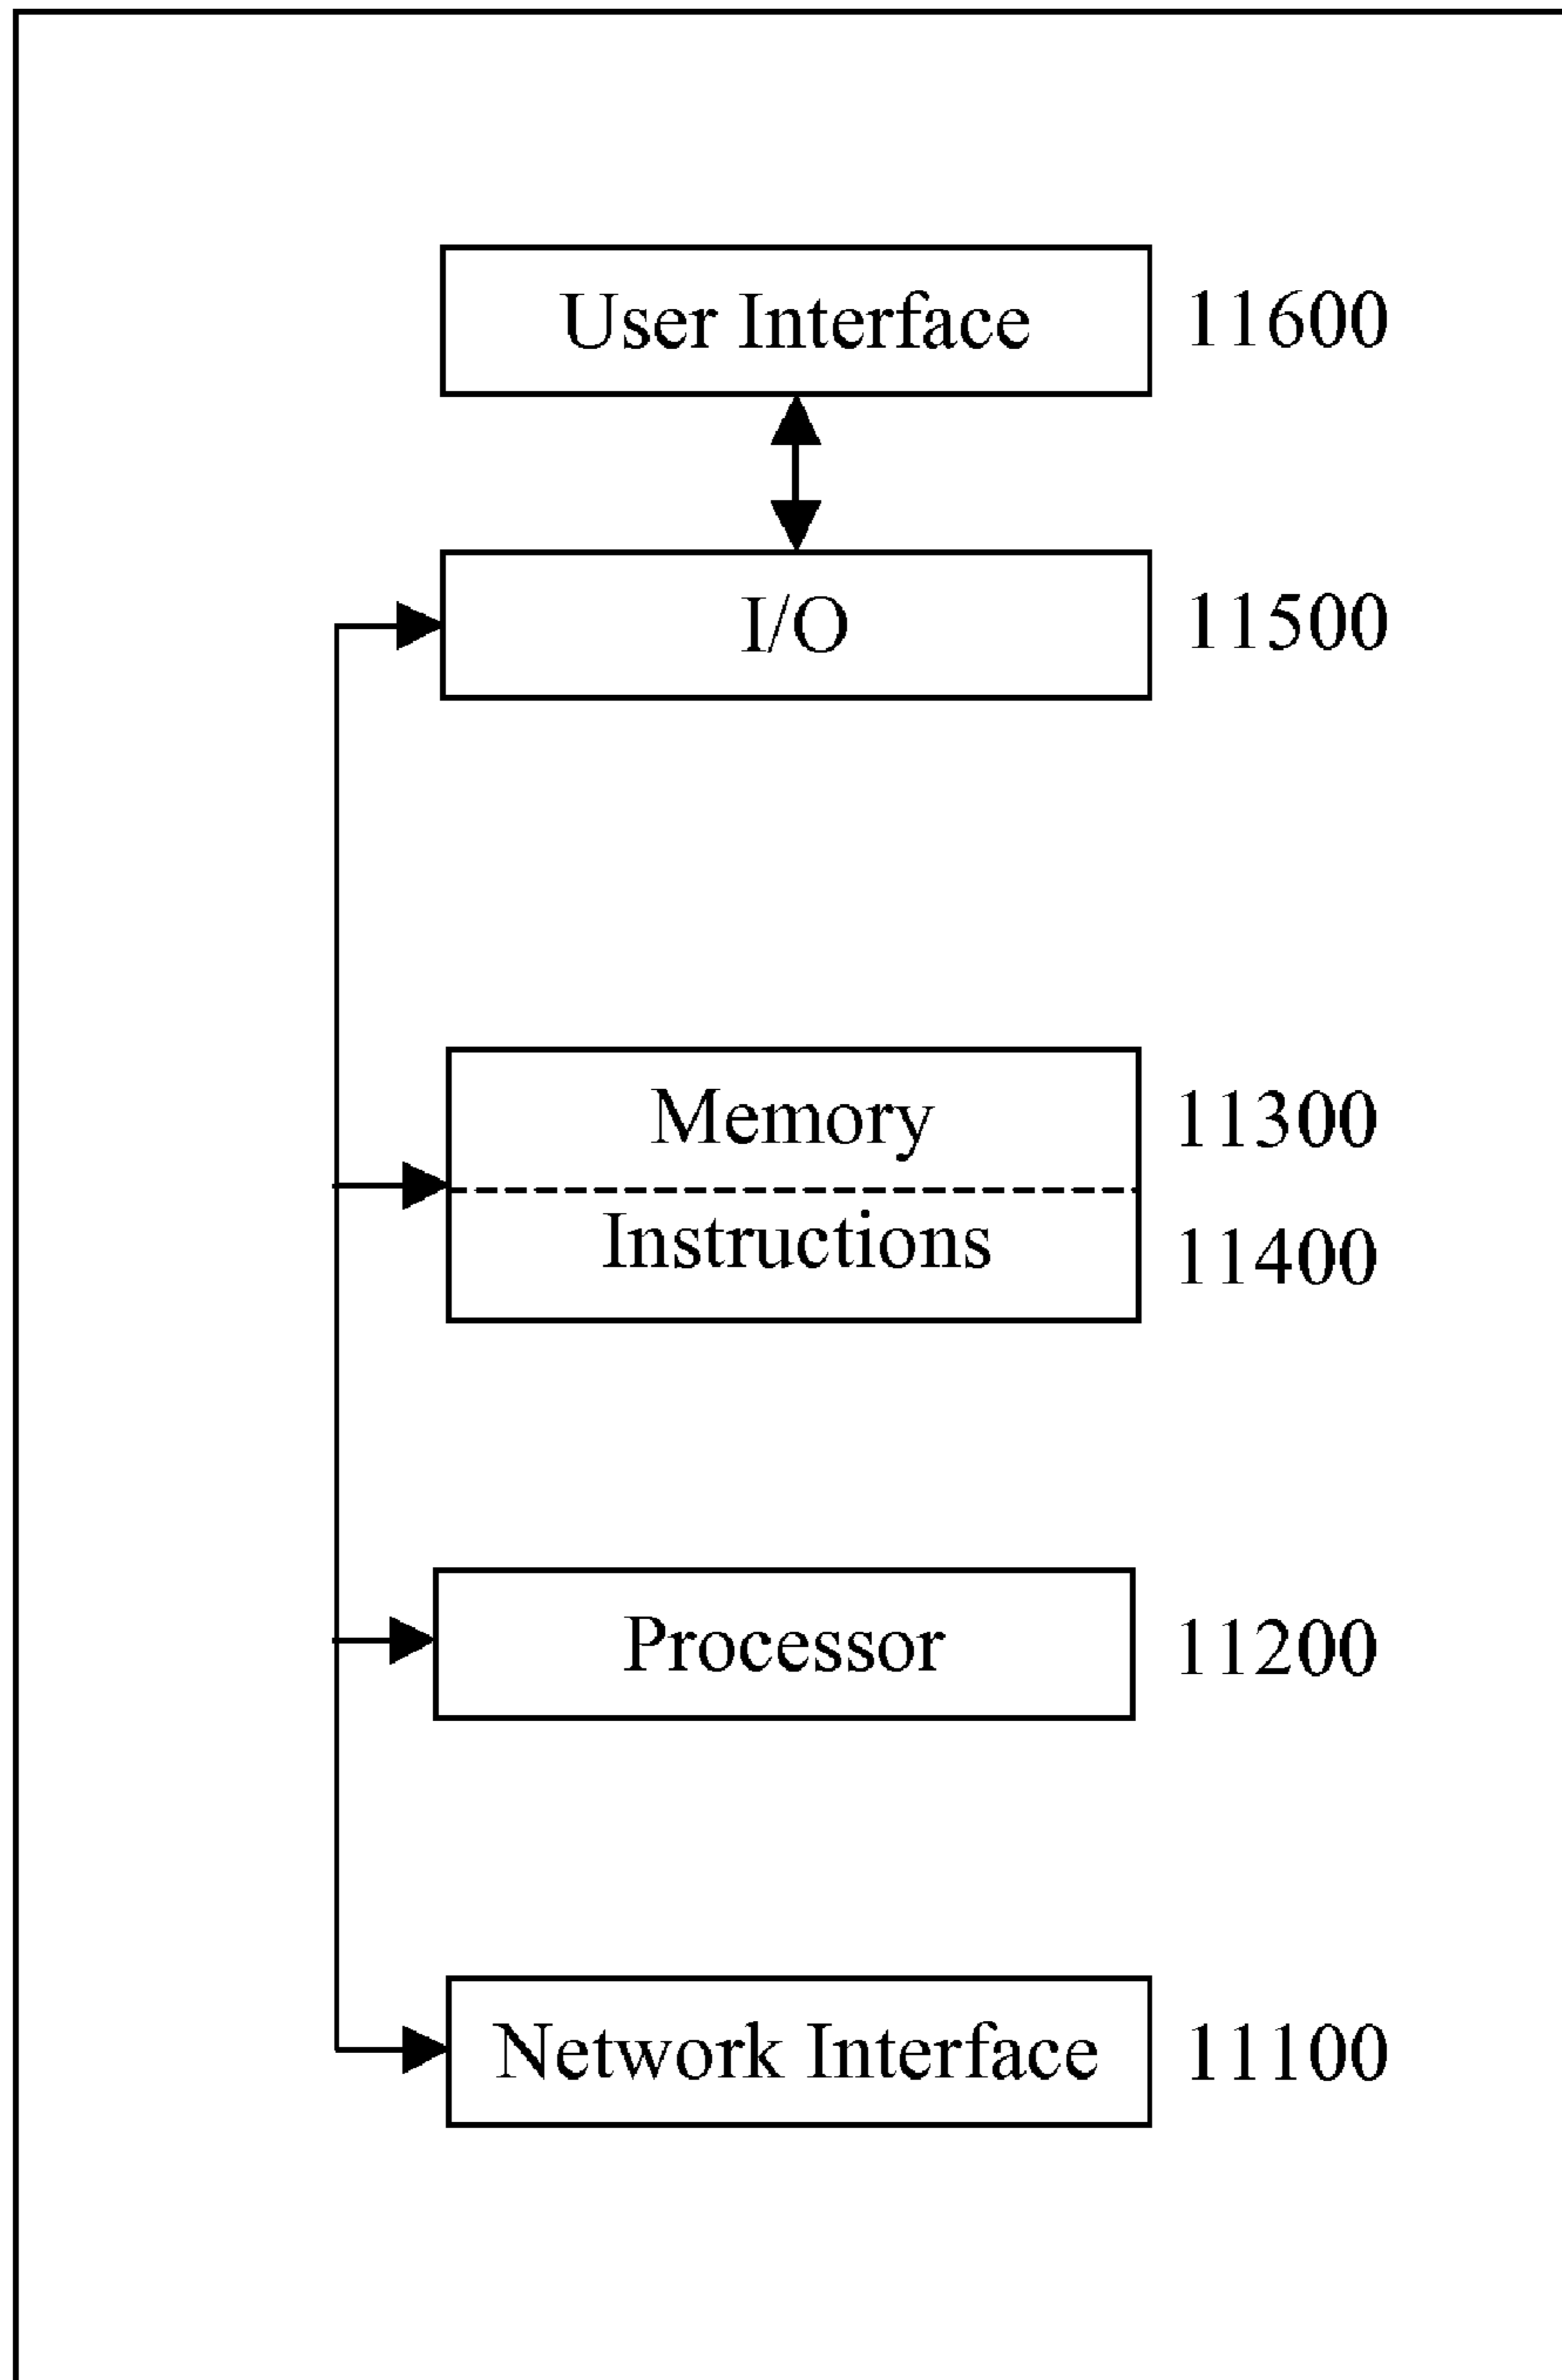 User Interface 11600
I/O 11500
Memory 11300
Instructions 11400
Processor 11200
Network Interface 11100